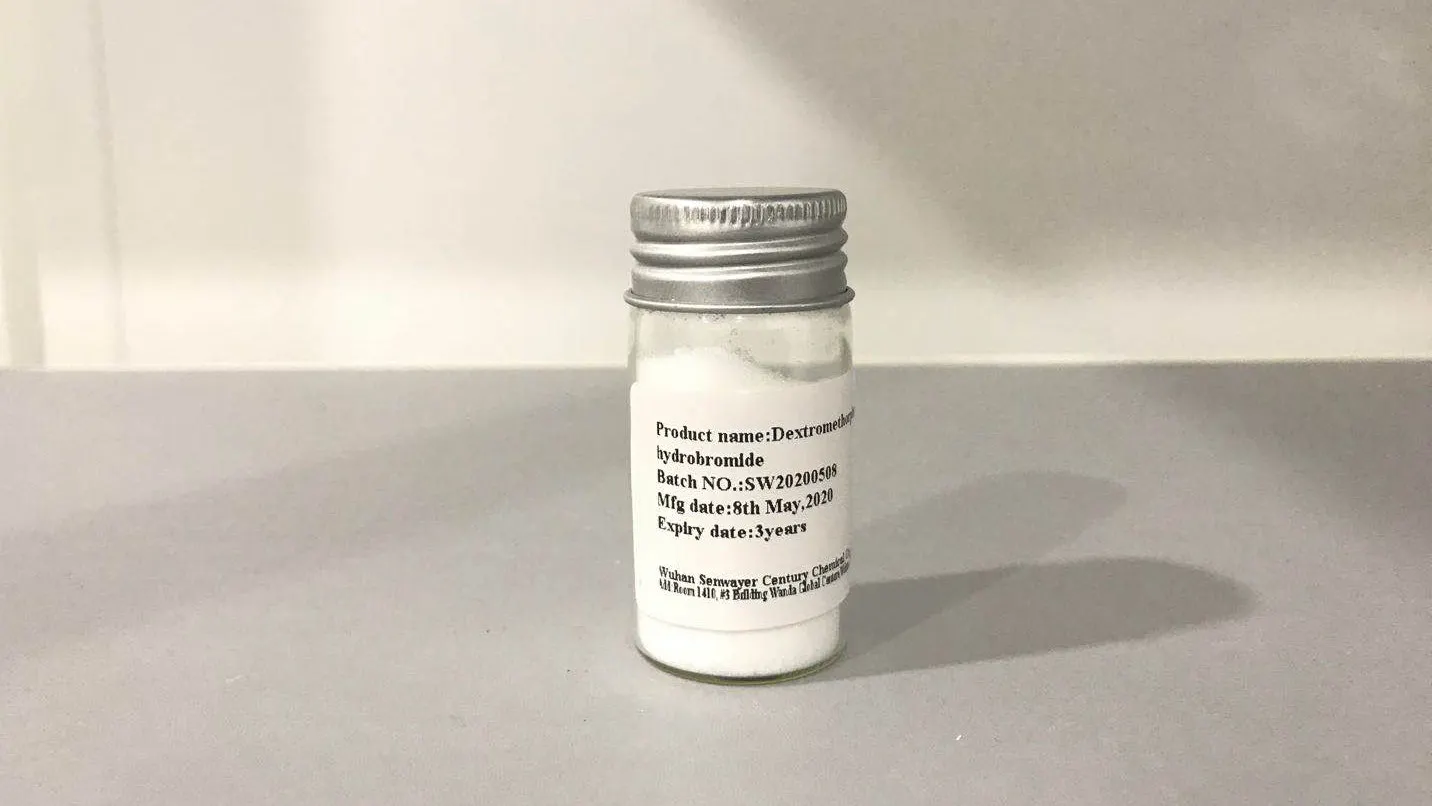 Product name:Dextromethorp
hydrobromide
Batch NO.:SW20200508
Mfg date:8th May,2020
Expiry date:3years
Wuhan Senwayer Century Chemical
Add:Room 1410, #3 Building Wanda Global